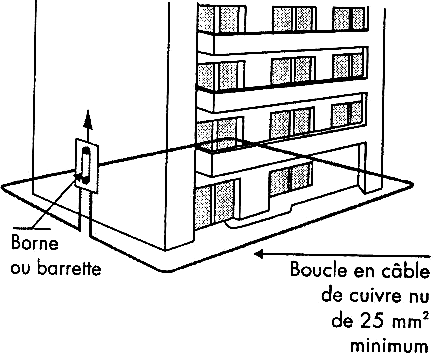 Borne
ou barrette
Boucle en câble
de cuivre nu
de 25 mm²
minimum